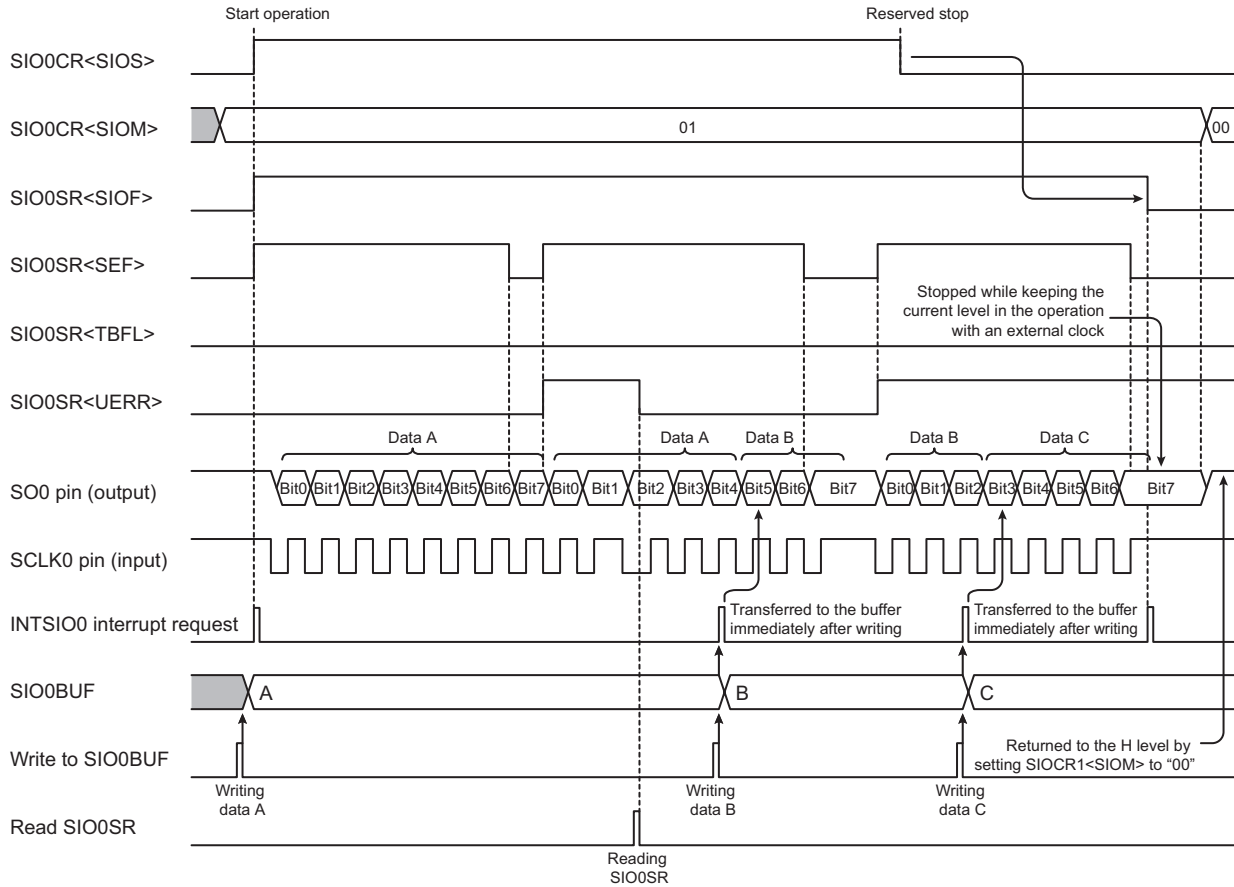 Start operation
Reserved stop
SIO0CR<SIOS>
SIO0CR<SIOM>
01
00
SIO0SR<SIOF>
SIO0SR<SEF>
Stopped while keeping the
current level in the operation
with an external clock
SIO0SR<TBFL>
SIO0SR<UERR>
Data A
Data A
Data B
Data B
Data C
SO0 pin (output)
Bit0 Bit1 Bit2 Bit3 Bit4 Bit5 Bit6 Bit7 Bit0 Bit1 Bit2 Bit3 Bit4 Bit5 Bit6 Bit7 Bit0 Bit1 Bit2 Bit3 Bit4 Bit5 Bit6 Bit7
SCLK0 pin (input)
INTSIO0 interrupt request
Transferred to the buffer
immediately after writing
Transferred to the buffer
immediately after writing
SIO0BUF
A
B
C
Write to SIO0BUF
Returned to the H level by
setting SIOCR1<SIOM> to “00”
Writing
data A
Writing
data B
Writing
data C
Read SIO0SR
Reading
SIO0SR